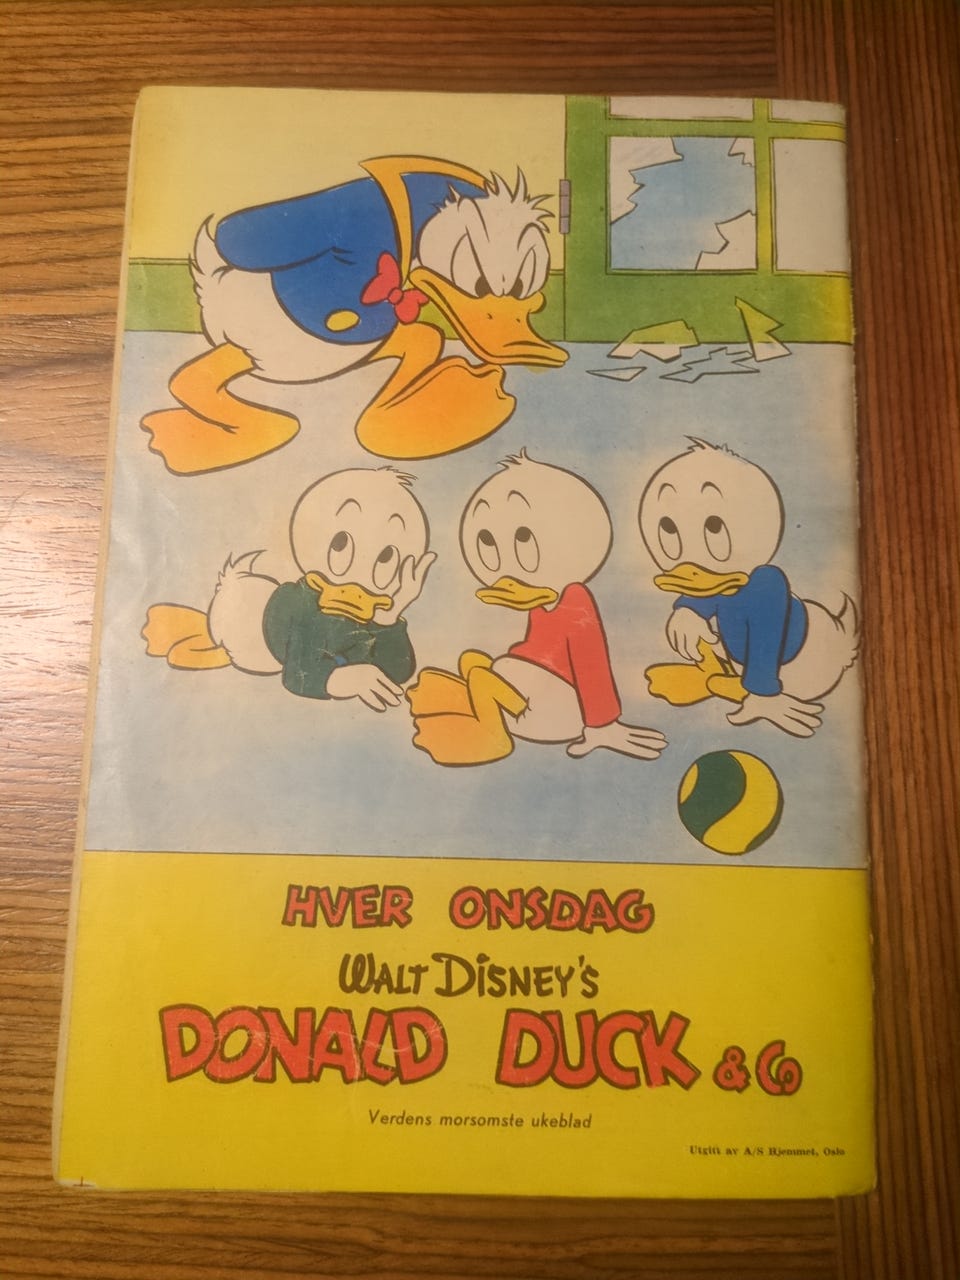 HVER ONSDAG
WALT DISNEY'S
DONALD DUCK & Co
Verdens morsomste ukeblad
Utgitt av A/S Hjemmet, Oslo